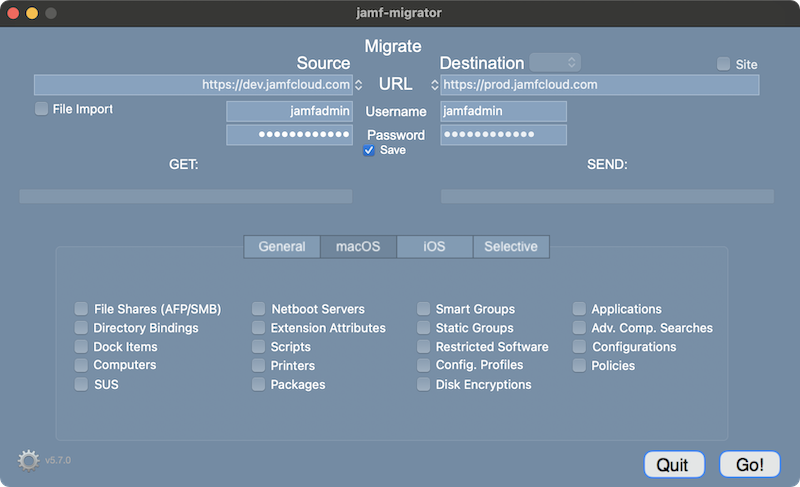 jamf-migrator
Migrate
Source
Destination
Site
https://dev.jamfcloud.com
URL
https://prod.jamfcloud.com
File Import
jamfadmin
Username
jamfadmin
Password
Save
GET:
SEND:
General macOS iOS Selective
File Shares (AFP/SMB) Netboot Servers Smart Groups Applications
Directory Bindings Extension Attributes Static Groups Adv. Comp. Searches
Dock Items Scripts Restricted Software Configurations
Computers Printers Config. Profiles Policies
SUS Packages Disk Encryptions
v5.7.0
Quit Go!